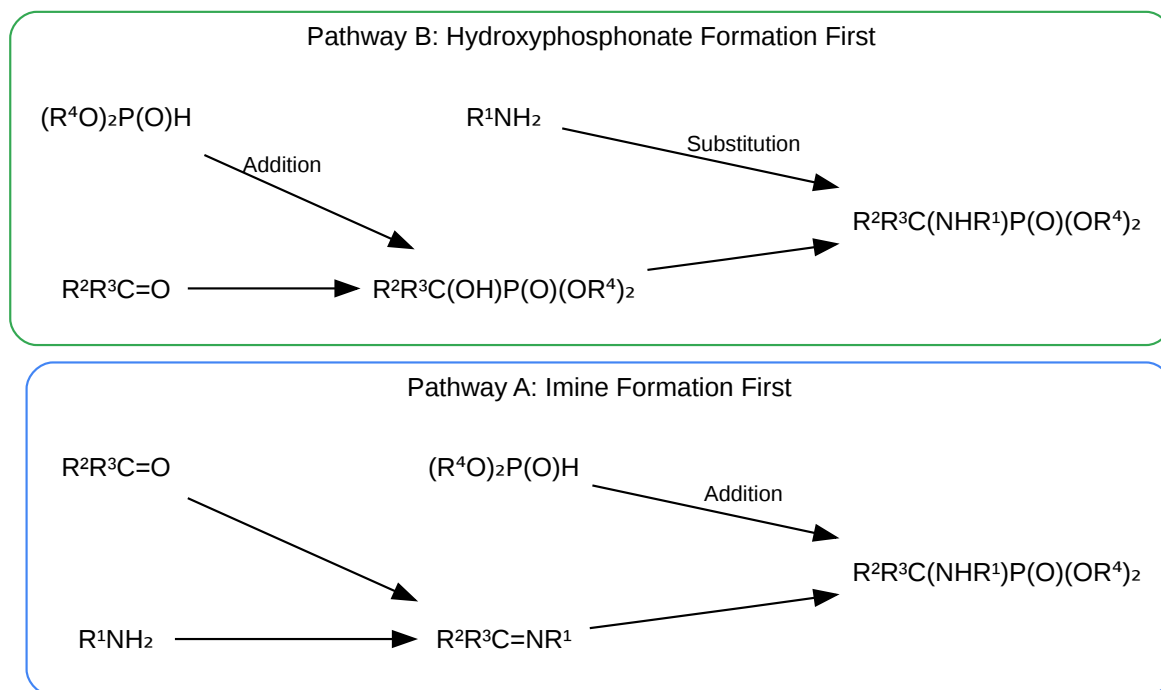 Pathway B: Hydroxyphosphonate Formation First
(R⁴O)₂P(O)H
R¹NH₂
Substitution
Addition
R²R³C(NHR¹)P(O)(OR⁴)₂
R²R³C=O
R²R³C(OH)P(O)(OR⁴)₂
Pathway A: Imine Formation First
R²R³C=O
(R⁴O)₂P(O)H
Addition
R²R³C(NHR¹)P(O)(OR⁴)₂
R¹NH₂
R²R³C=NR¹